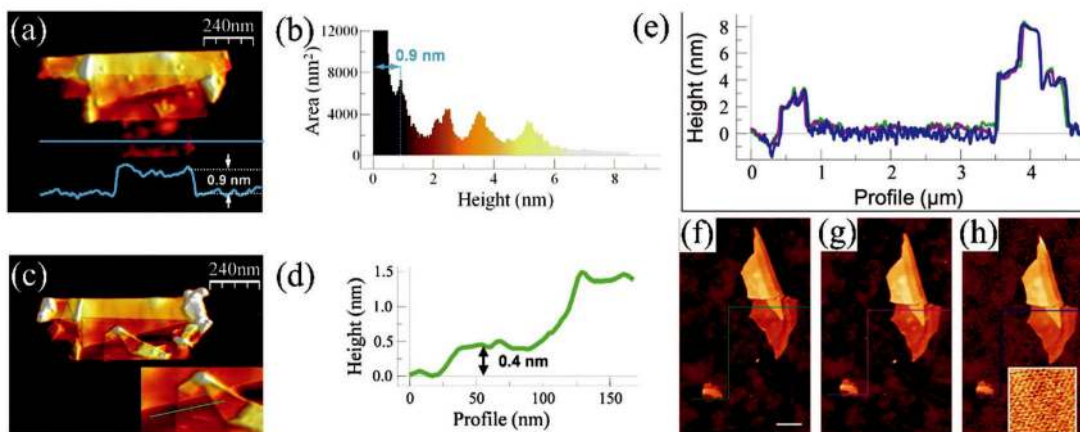 (a)
240nm
0.9 nm
(b)
Area (nm-2)
12000
8000
4000
0
0.9 nm
0 2 4 6 8
Height (nm)
(e)
Height (nm)
8
6
4
2
0
0 1 2 3 4
Profile (µm)
(c)
240nm
(d)
Height (nm)
1.5
1.0
0.5
0.0
0.4 nm
0 50 100 150
Profile (nm)
(f)
(g)
(h)